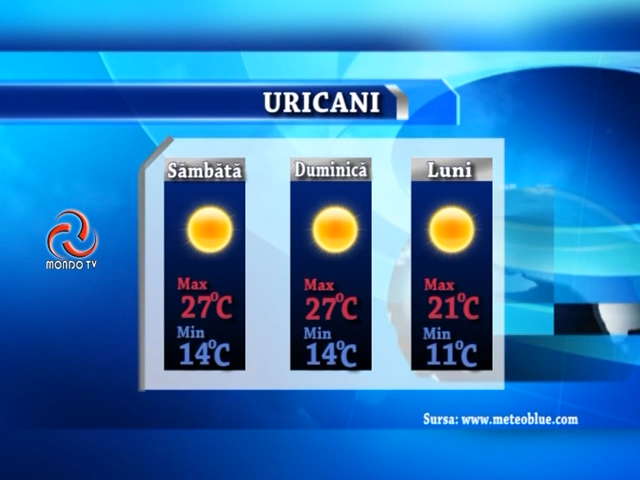 URICANI
Sâmbătă
Max
27°C
Min
14°C
Duminică
Max
27°C
Min
14°C
Luni
Max
21°C
Min
11°C
MONDO TV
Sursa: www.meteoblue.com